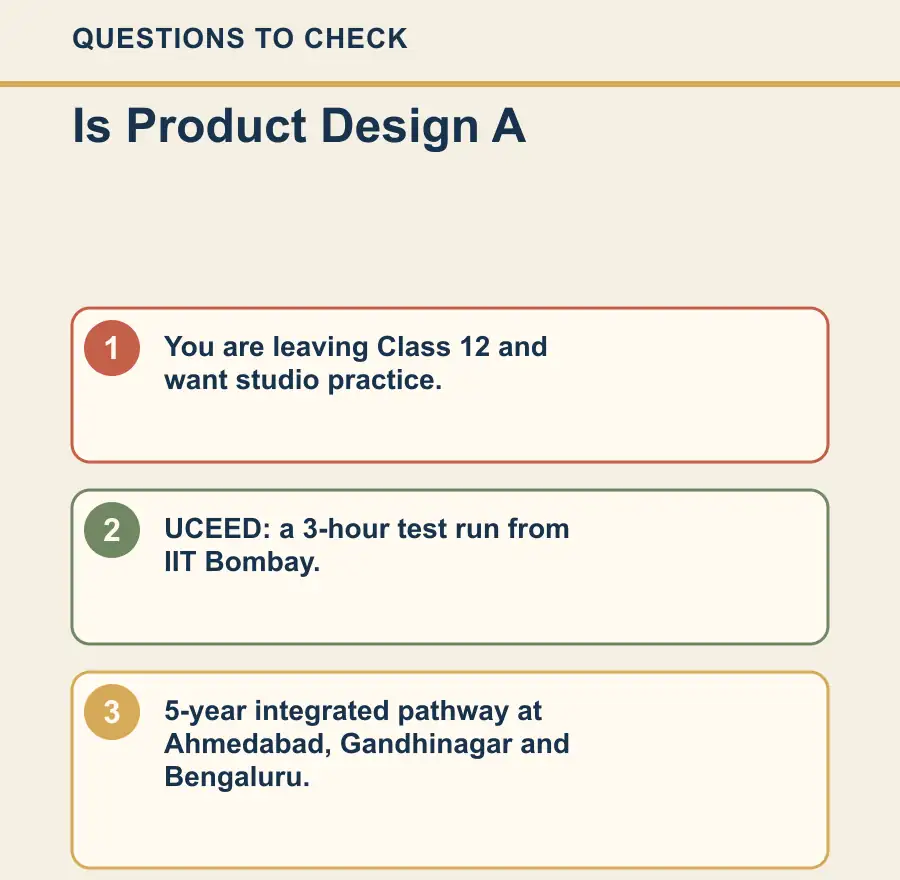 QUESTIONS TO CHECK
Is Product Design A
1
You are leaving Class 12 and
want studio practice.
2
UCEED: a 3-hour test run from
IIT Bombay.
3
5-year integrated pathway at
Ahmedabad, Gandhinagar and
Bengaluru.